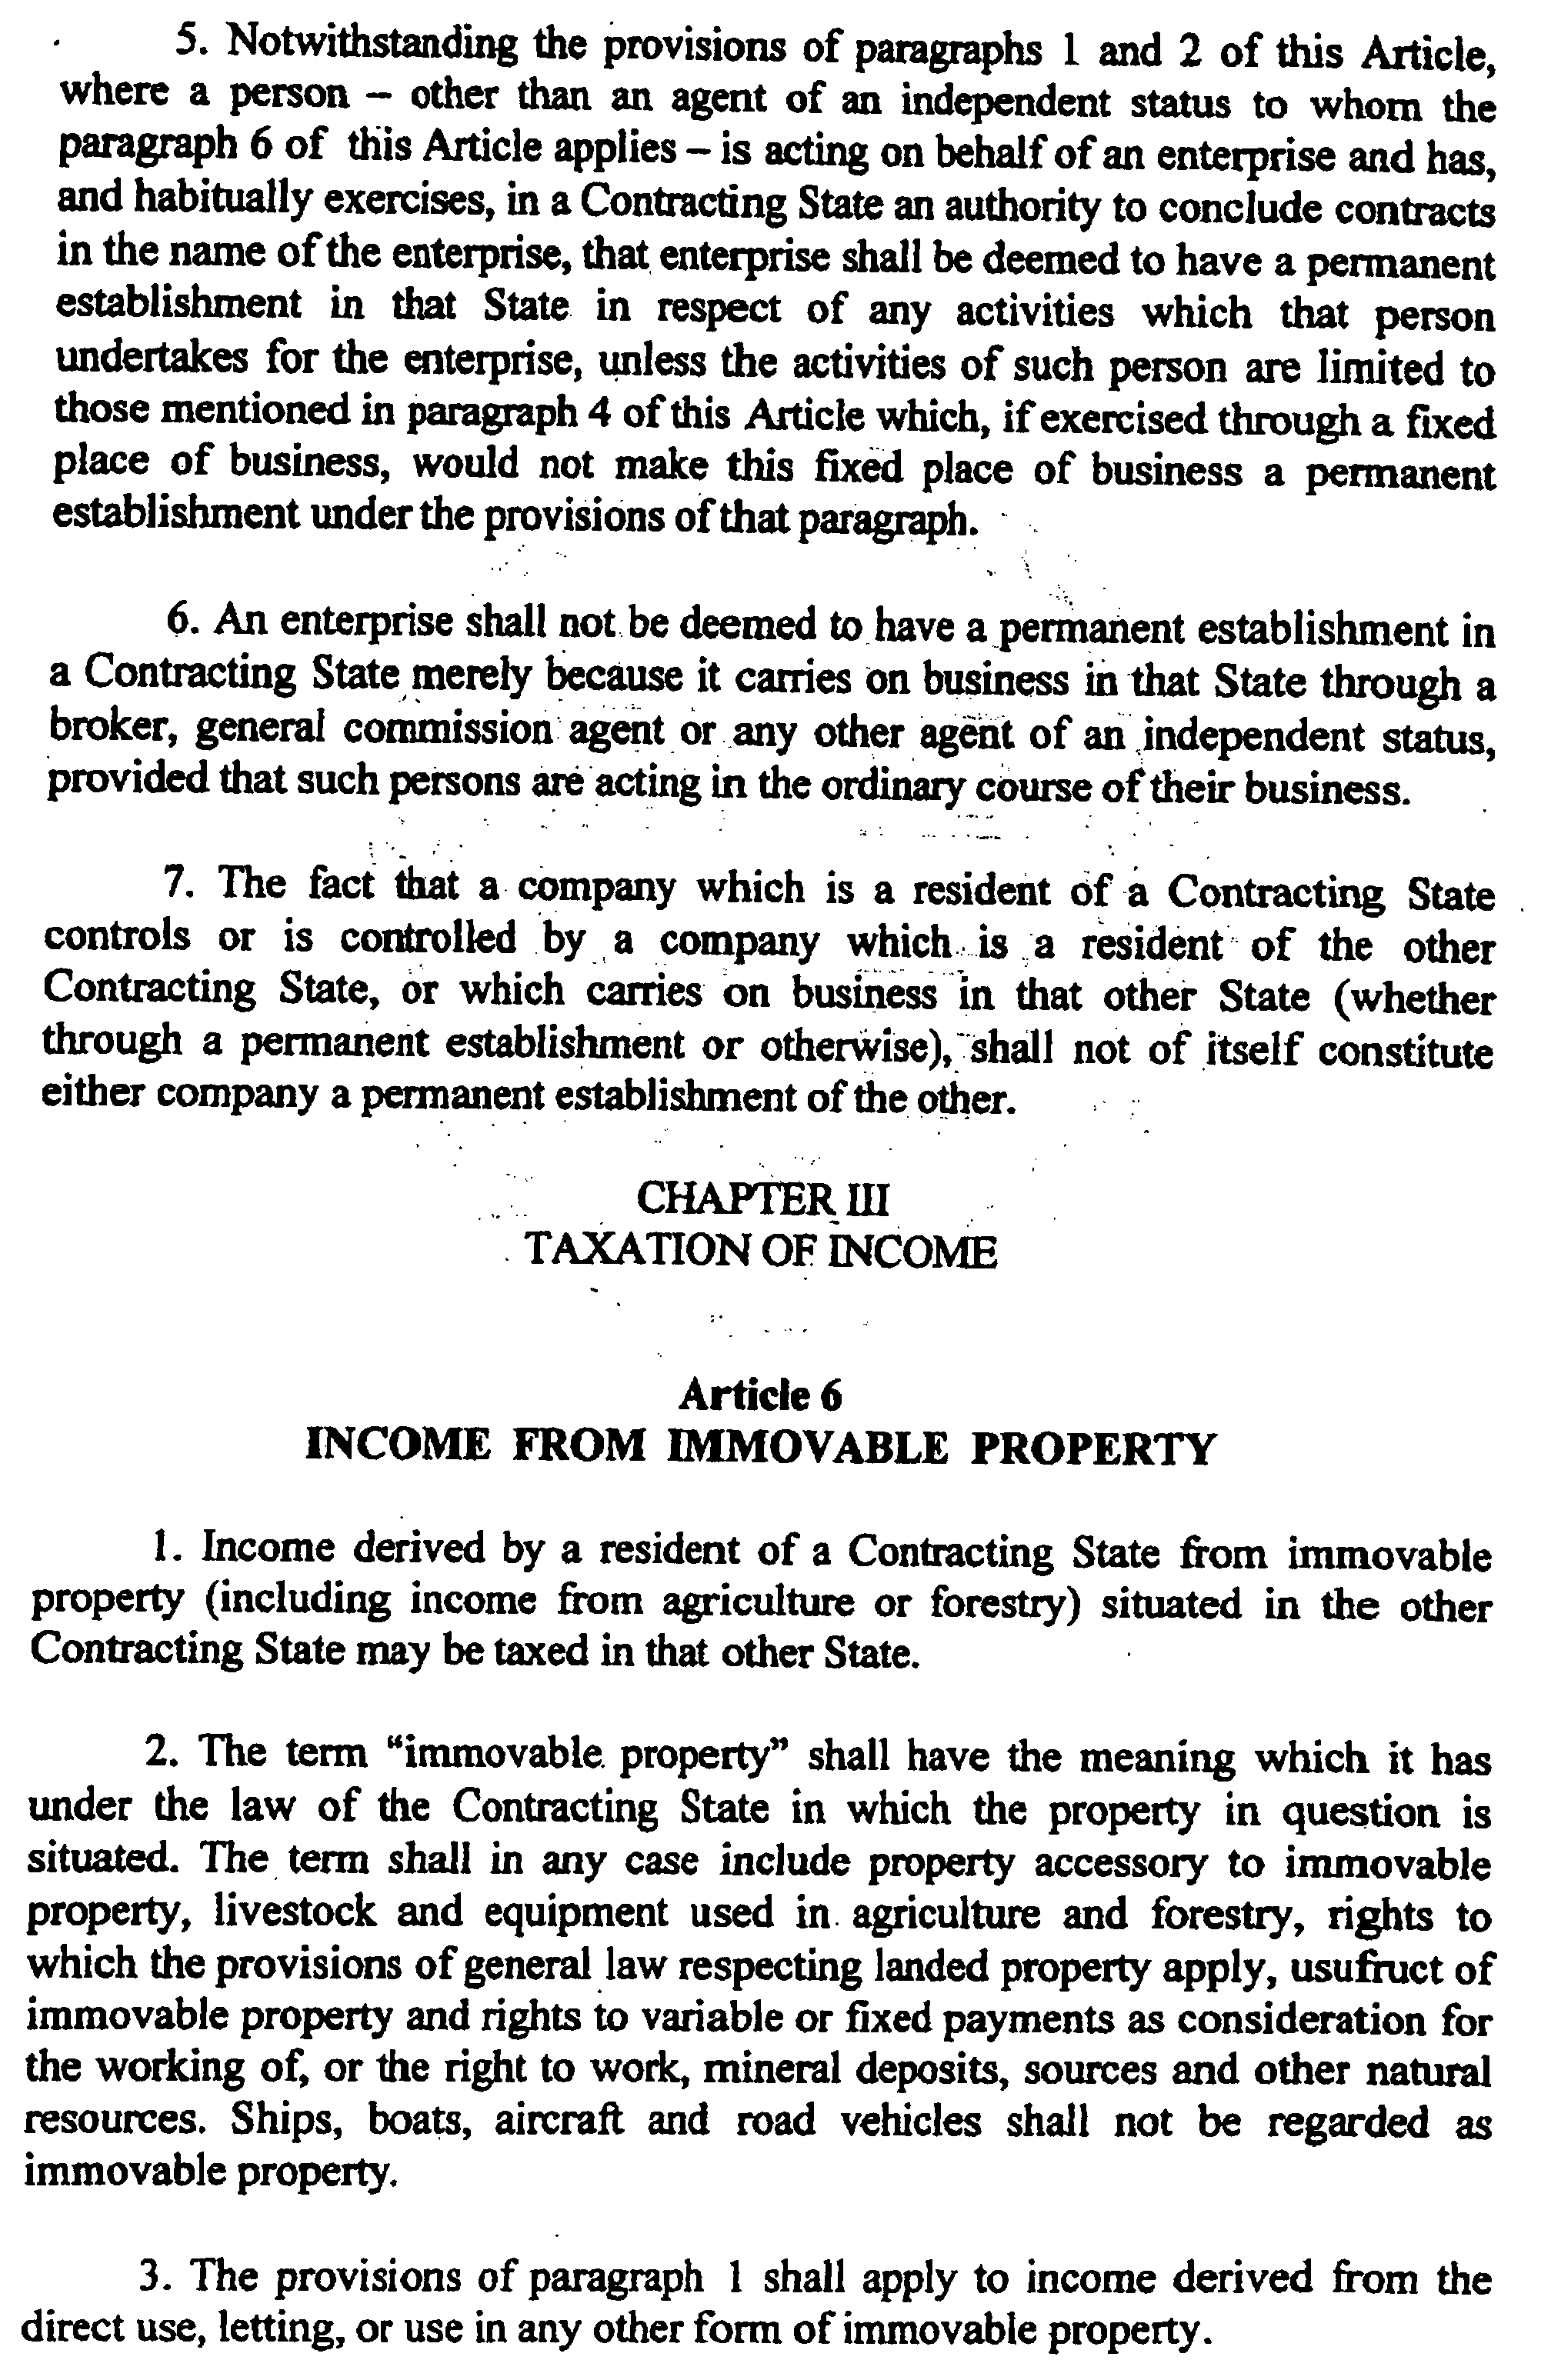 5. Notwithstanding the provisions of paragraphs 1 and 2 of this Article,
where a person – other than an agent of an independent status to whom the
paragraph 6 of this Article applies – is acting on behalf of an enterprise and has,
and habitually exercises, in a Contracting State an authority to conclude contracts
in the name of the enterprise, that enterprise shall be deemed to have a permanent
establishment in that State in respect of any activities which that person
undertakes for the enterprise, unless the activities of such person are limited to
those mentioned in paragraph 4 of this Article which, if exercised through a fixed
place of business, would not make this fixed place of business a permanent
establishment under the provisions of that paragraph.
6. An enterprise shall not be deemed to have a permanent establishment in
a Contracting State merely because it carries on business in that State through a
broker, general commission agent or any other agent of an independent status,
provided that such persons are acting in the ordinary course of their business.
7. The fact that a company which is a resident of a Contracting State
controls or is controlled by a company which is a resident of the other
Contracting State, or which carries on business in that other State (whether
through a permanent establishment or otherwise), shall not of itself constitute
either company a permanent establishment of the other.
CHAPTER III
TAXATION OF INCOME
Article 6
INCOME FROM IMMOVABLE PROPERTY
1. Income derived by a resident of a Contracting State from immovable
property (including income from agriculture or forestry) situated in the other
Contracting State may be taxed in that other State.
2. The term “immovable property” shall have the meaning which it has
under the law of the Contracting State in which the property in question is
situated. The term shall in any case include property accessory to immovable
property, livestock and equipment used in agriculture and forestry, rights to
which the provisions of general law respecting landed property apply, usufruct of
immovable property and rights to variable or fixed payments as consideration for
the working of, or the right to work, mineral deposits, sources and other natural
resources. Ships, boats, aircraft and road vehicles shall not be regarded as
immovable property.
3. The provisions of paragraph 1 shall apply to income derived from the
direct use, letting, or use in any other form of immovable property.